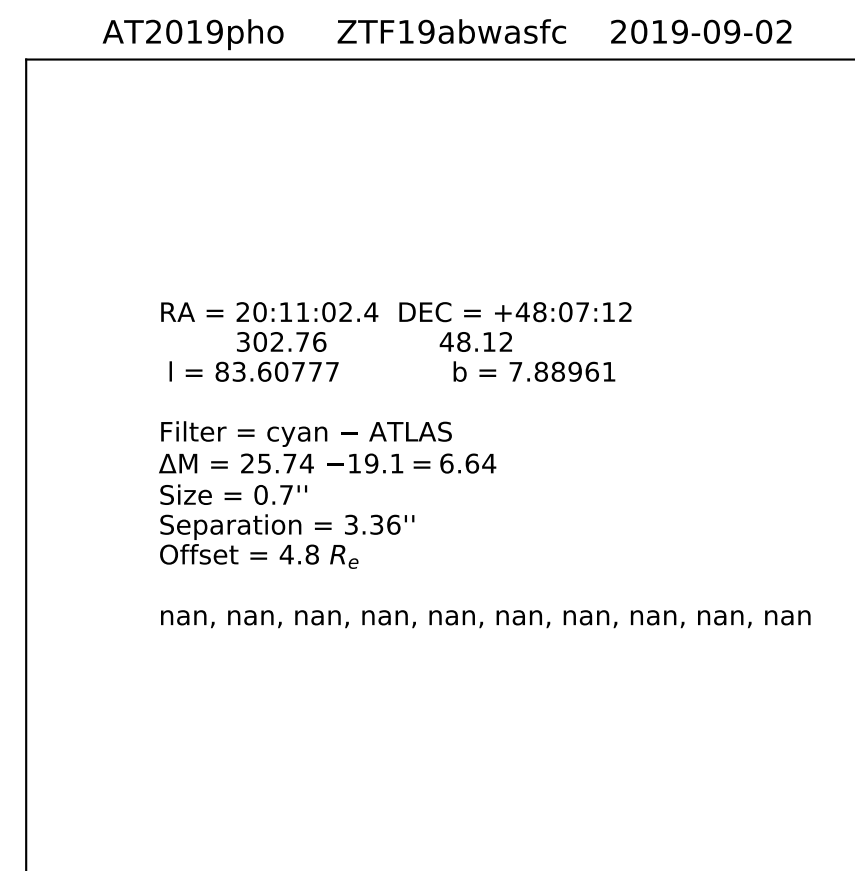 AT2019pho ZTF19abwasfc 2019-09-02
RA = 20:11:02.4 DEC = +48:07:12
302.76 48.12
l = 83.60777 b = 7.88961
Filter = cyan − ATLAS
ΔM = 25.74 −19.1 = 6.64
Size = 0.7''
Separation = 3.36''
Offset = 4.8 Re
nan, nan, nan, nan, nan, nan, nan, nan, nan, nan